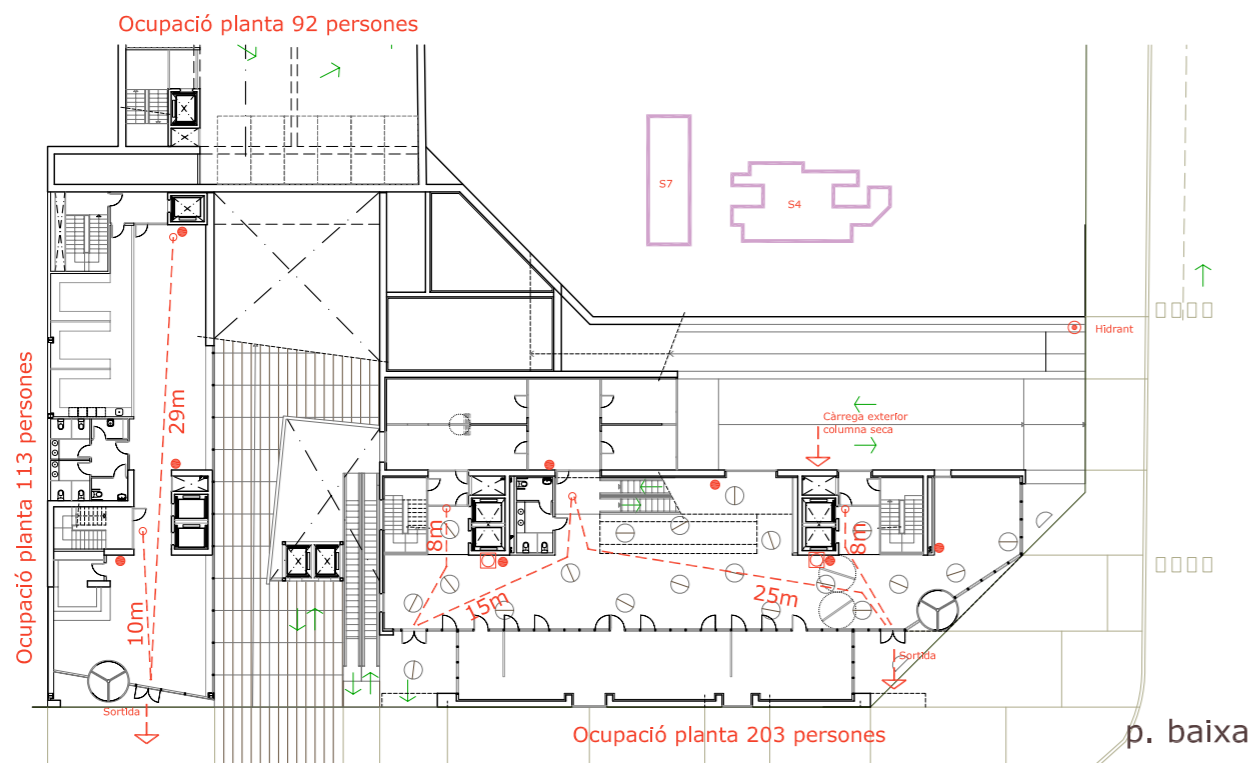 Ocupació planta 92 persones
S7
S4
Hidrant
29m
Càrrega exterior
columna seca
Ocupació planta 113 persones
8m
8m
10m
15m
25m
Sortida
Sortida
Ocupació planta 203 persones
p. baixa